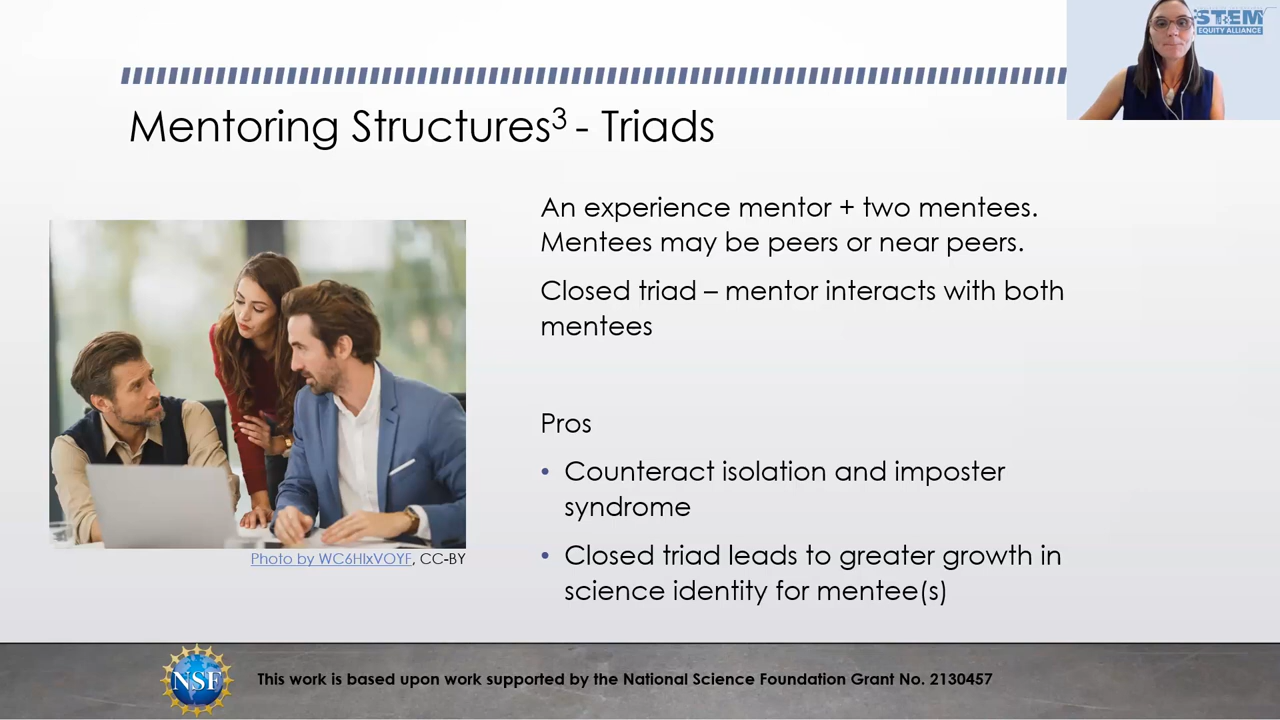 STEM
EQUITY ALLIANCE
Mentoring Structures³ - Triads
An experience mentor + two mentees.
Mentees may be peers or near peers.
Closed triad – mentor interacts with both
mentees
Pros
• Counteract isolation and imposter
syndrome
• Closed triad leads to greater growth in
science identity for mentee(s)
Photo by WC6HIxVOYF, CC-BY
NSF
This work is based upon work supported by the National Science Foundation Grant No. 2130457